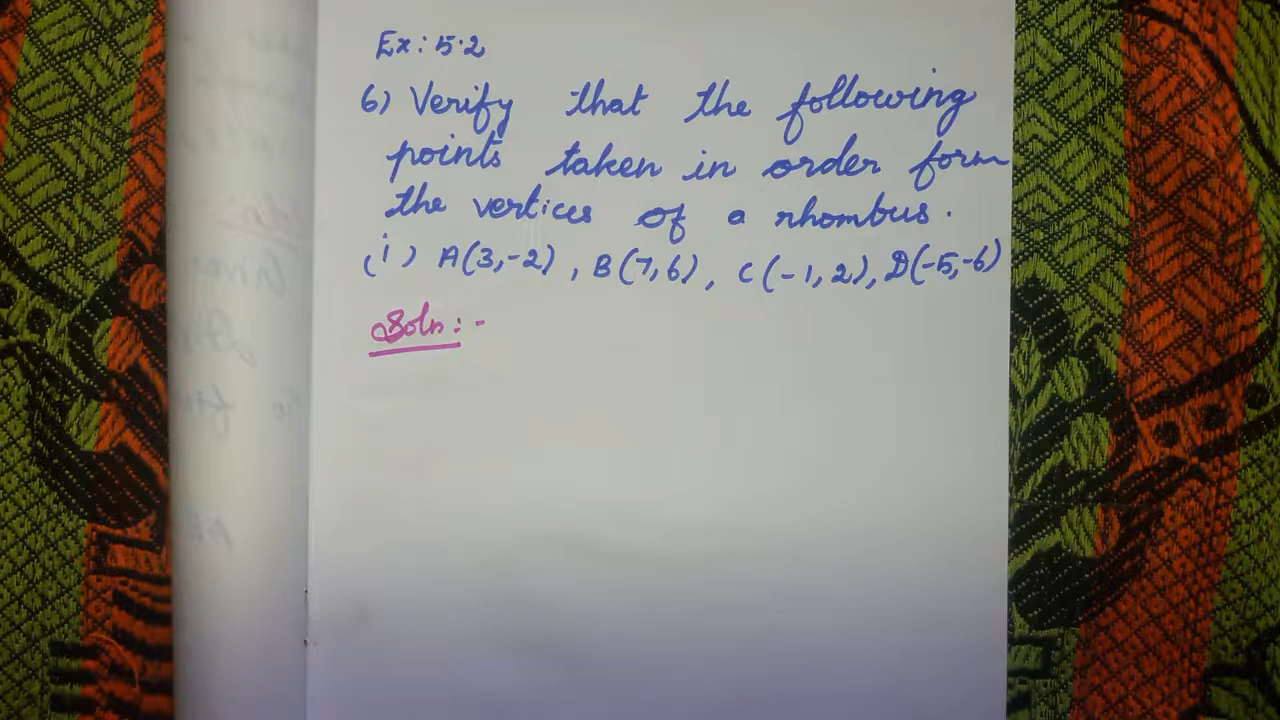 Ex: 5.2
6) Verify that the following
points taken in order form
the vertices of a rhombus.
(i) A(3,-2), B(7,6), C(-1,2), D(-5,-6)
Soln:-